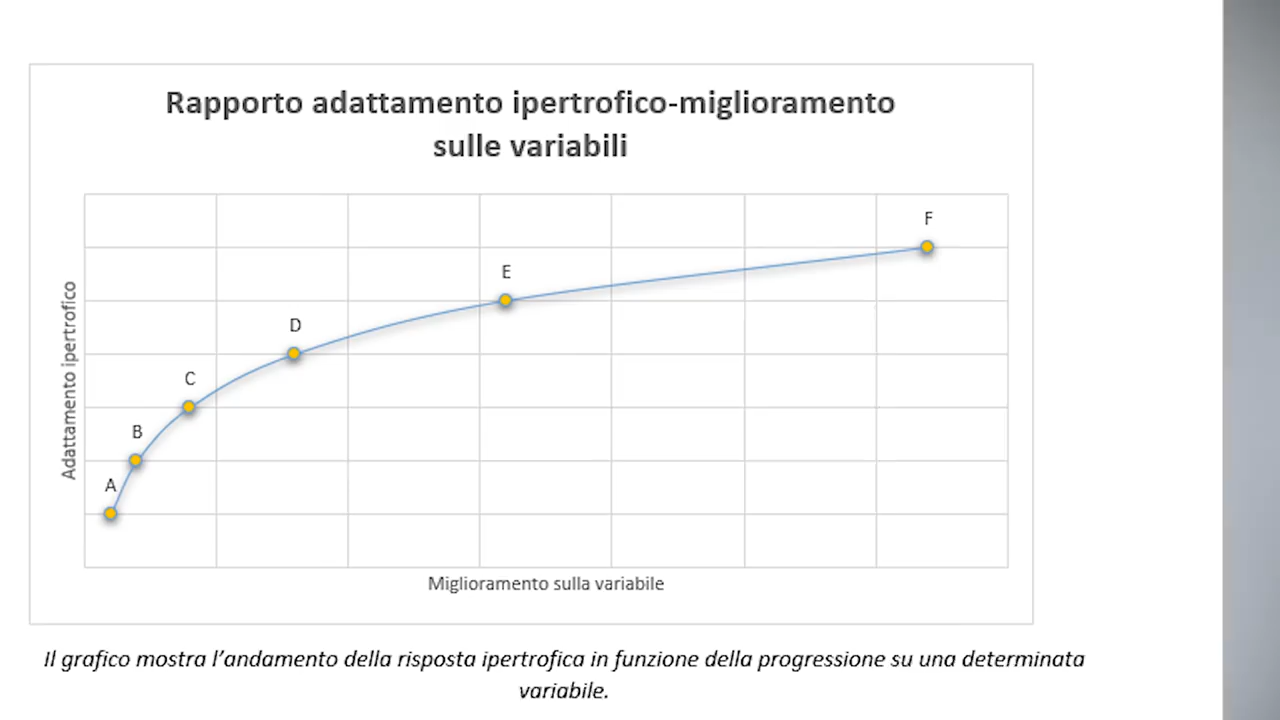 Rapporto adattamento ipertrofico-miglioramento
sulle variabili
F
E
D
C
B
A
Adattamento ipertrofico
Miglioramento sulla variabile
Il grafico mostra l’andamento della risposta ipertrofica in funzione della progressione su una determinata
variabile.